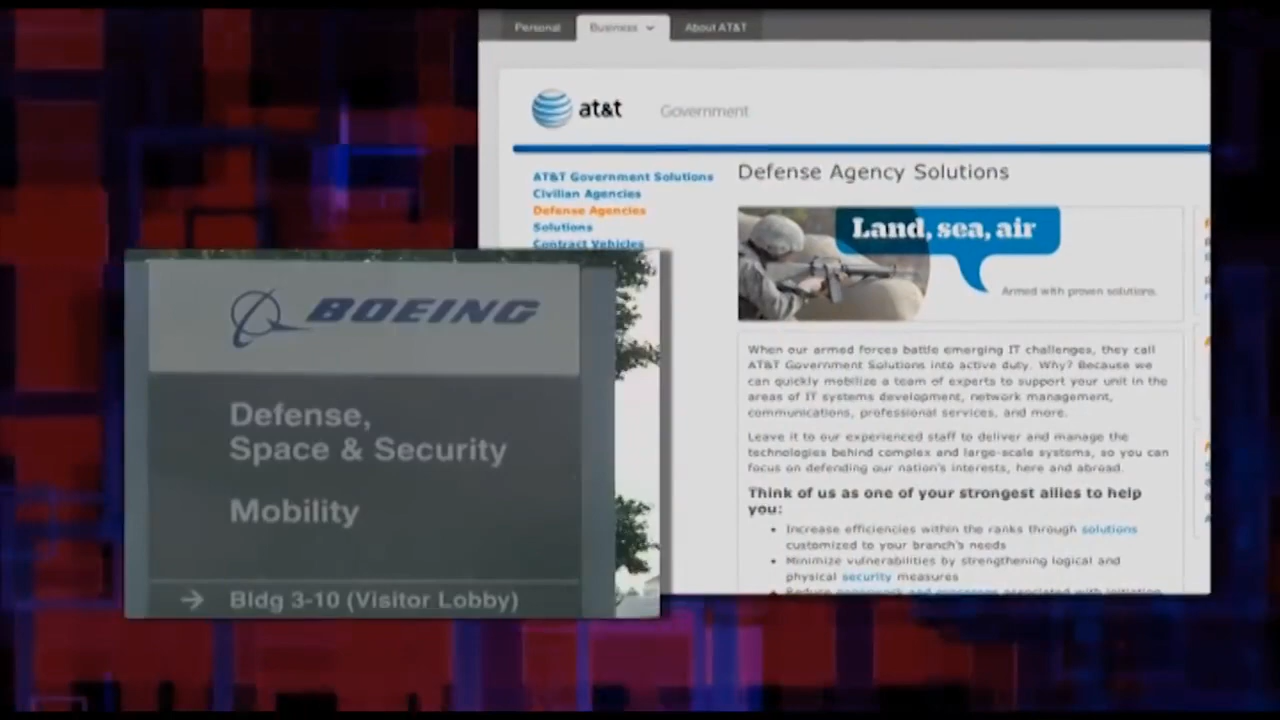 Personal
Business
About AT&T
at&t
Government
AT&T Government Solutions
Civilian Agencies
Defense Agencies
Solutions
Contract Vehicles
Defense Agency Solutions
Land, sea, air
Armed with proven solutions.
When our armed forces battle emerging IT challenges, they call
AT&T Government Solutions into active duty. Why? Because we
can quickly mobilize a team of experts to support your unit in the
areas of IT systems development, network management,
communications, professional services, and more.
Leave it to our experienced staff to deliver and manage the
technologies behind complex and large-scale systems, so you can
focus on defending our nation's interests, here and abroad.
Think of us as one of your strongest allies to help
you:
• Increase efficiencies within the ranks through solutions
customized to your branch's needs
• Minimize vulnerabilities by strengthening logical and
physical security measures
BOEING
Defense,
Space & Security
Mobility
→ Bldg 3-10 (Visitor Lobby)